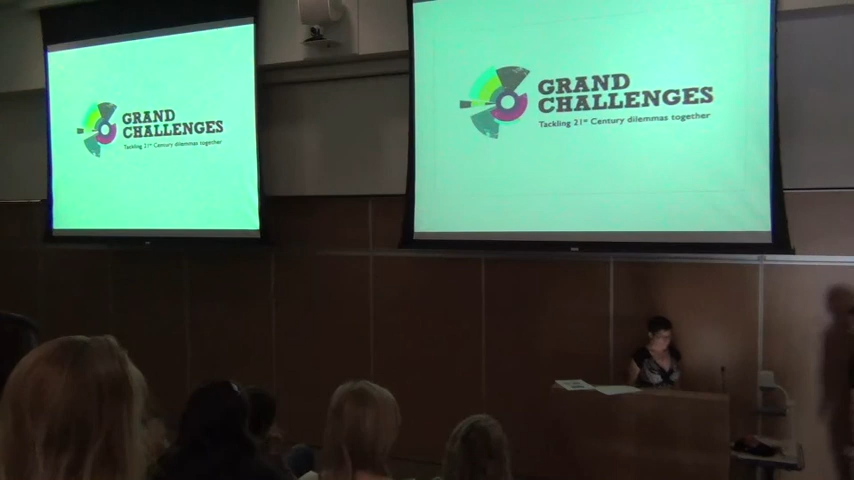 GRAND
CHALLENGES
Tackling 21st Century dilemmas together
GRAND
CHALLENGES
Tackling 21st Century dilemmas together